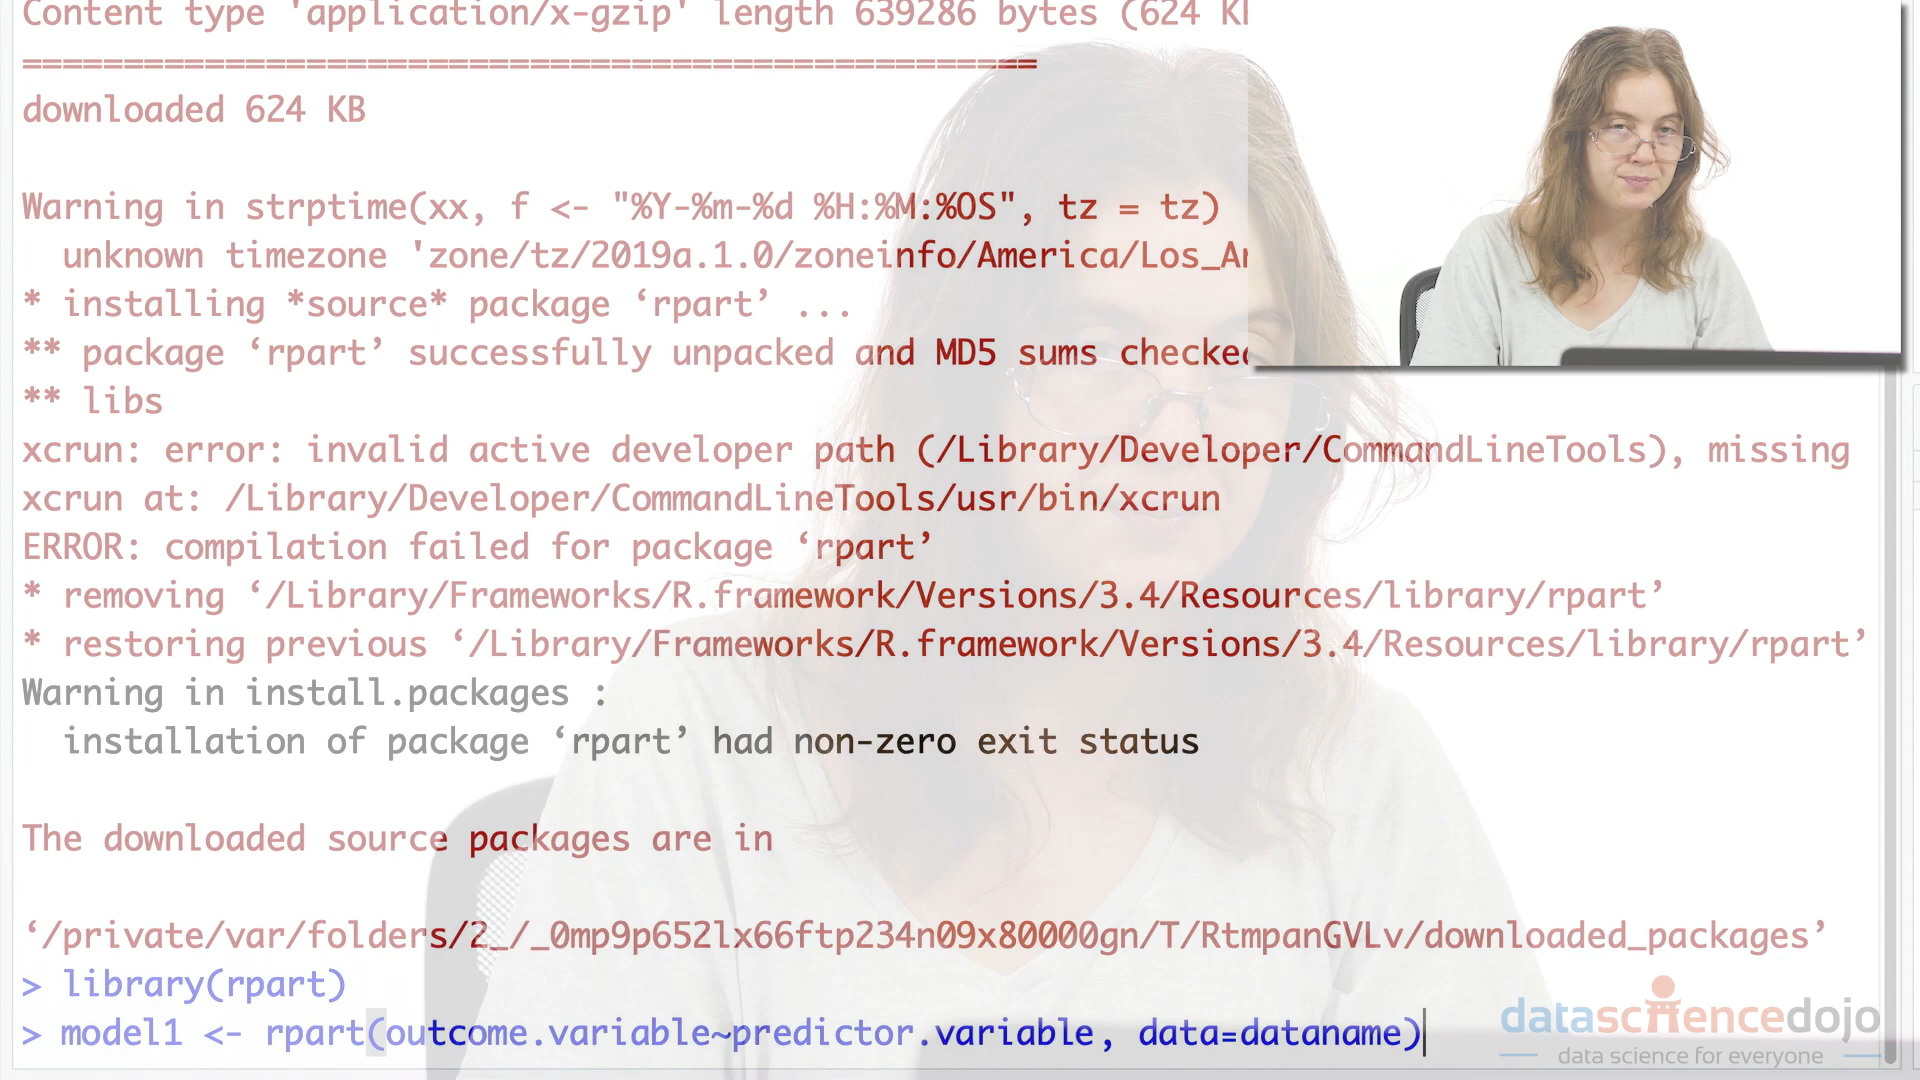 Content type 'application/x-gzip' length 639286 bytes (624
==================================================
downloaded 624 KB
Warning in strptime(xx, f <- "%Y-%m-%d %H:%M:%OS", tz = tz)
unknown timezone 'zone/tz/2019a.1.0/zoneinfo/America/
* installing *source* package ‘rpart’ ...
** package ‘rpart’ successfully unpacked and MD5 sums
** libs
xcrun: error: invalid active developer path (/Library/Developer/CommandLineTools), missing
xcrun at: /Library/Developer/CommandLineTools/usr/bin/xcrun
ERROR: compilation failed for package ‘rpart’
* removing ‘/Library/Frameworks/R.framework/Versions/3.4/Resources/library/rpart’
* restoring previous ‘/Library/Frameworks/R.framework/Versions/3.4/Resources/library/rpart’
Warning in install.packages :
installation of package ‘rpart’ had non-zero exit status
The downloaded source packages are in
‘/private/var/folders/2_/_0mp9p652lx66ftp234n09x80000gn/T/RtmpanGVLv/downloaded_packages’
> library(rpart)
> model1 <- rpart(outcome.variable~predictor.variable, data=dataname)
datasciencedojo
data science for everyone